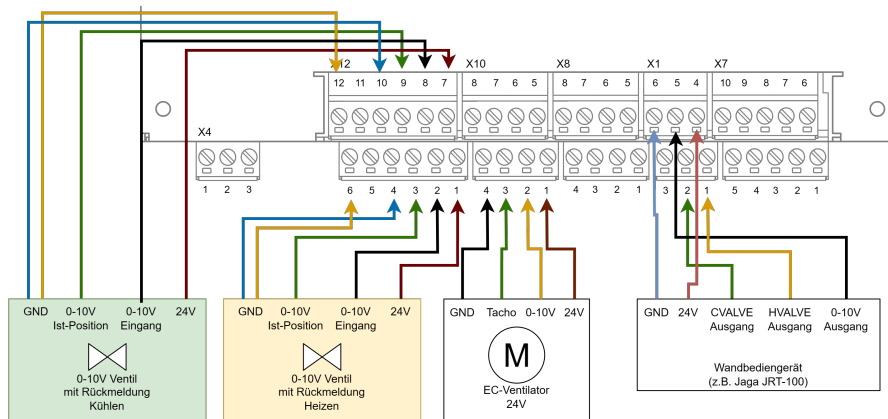 X12 X10 X8 X1 X7
12 11 10 9 8 7 8 7 6 5 8 7 6 5 6 5 4 10 9 8 7 6
X4
1 2 3 6 5 4 3 2 1 4 3 2 1 4 3 2 1 3 2 1 5 4 3 2 1
GND 0-10V 0-10V 24V
Ist-Position Eingang
0-10V Ventil
mit Rückmeldung
Kühlen
GND 0-10V 0-10V 24V
Ist-Position Eingang
0-10V Ventil
mit Rückmeldung
Heizen
GND Tacho 0-10V 24V
M
EC-Ventilator
24V
GND 24V CVALVE HVALVE 0-10V
Ausgang Ausgang Ausgang
Wandbediengerät
(z.B. Jaga JRT-100)